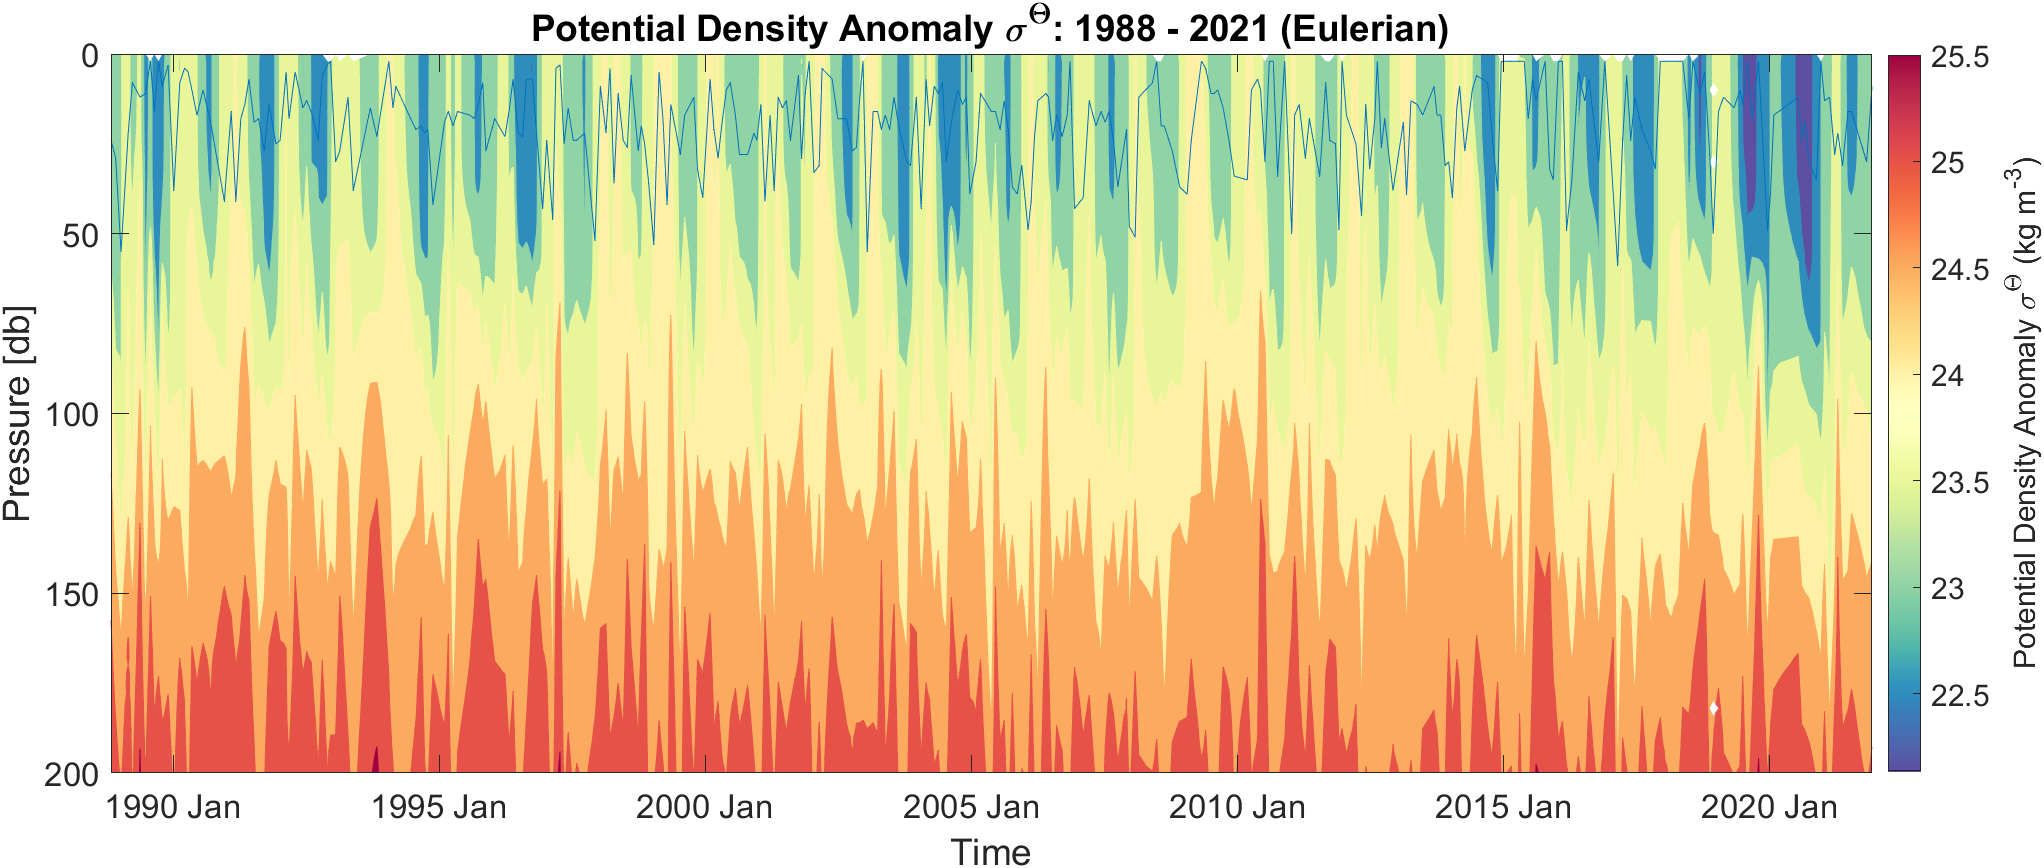 Potential Density Anomaly σ^Θ: 1988 - 2021 (Eulerian)
Pressure [db]
0
50
100
150
200
1990 Jan
1995 Jan
2000 Jan
2005 Jan
2010 Jan
2015 Jan
2020 Jan
Time
25.5
25
24.5
24
23.5
23
22.5
Potential Density Anomaly σ^Θ (kg m^-3)